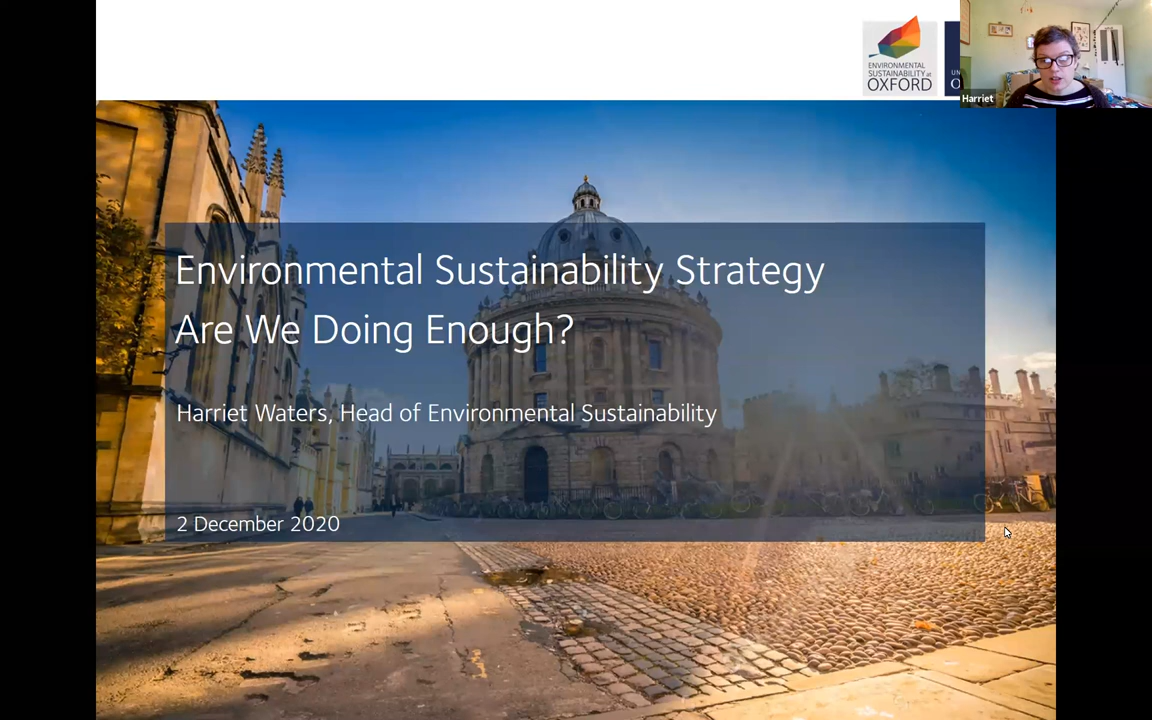 ENVIRONMENTAL
SUSTAINABILITY at
OXFORD
Harriet
Environmental Sustainability Strategy
Are We Doing Enough?
Harriet Waters, Head of Environmental Sustainability
2 December 2020